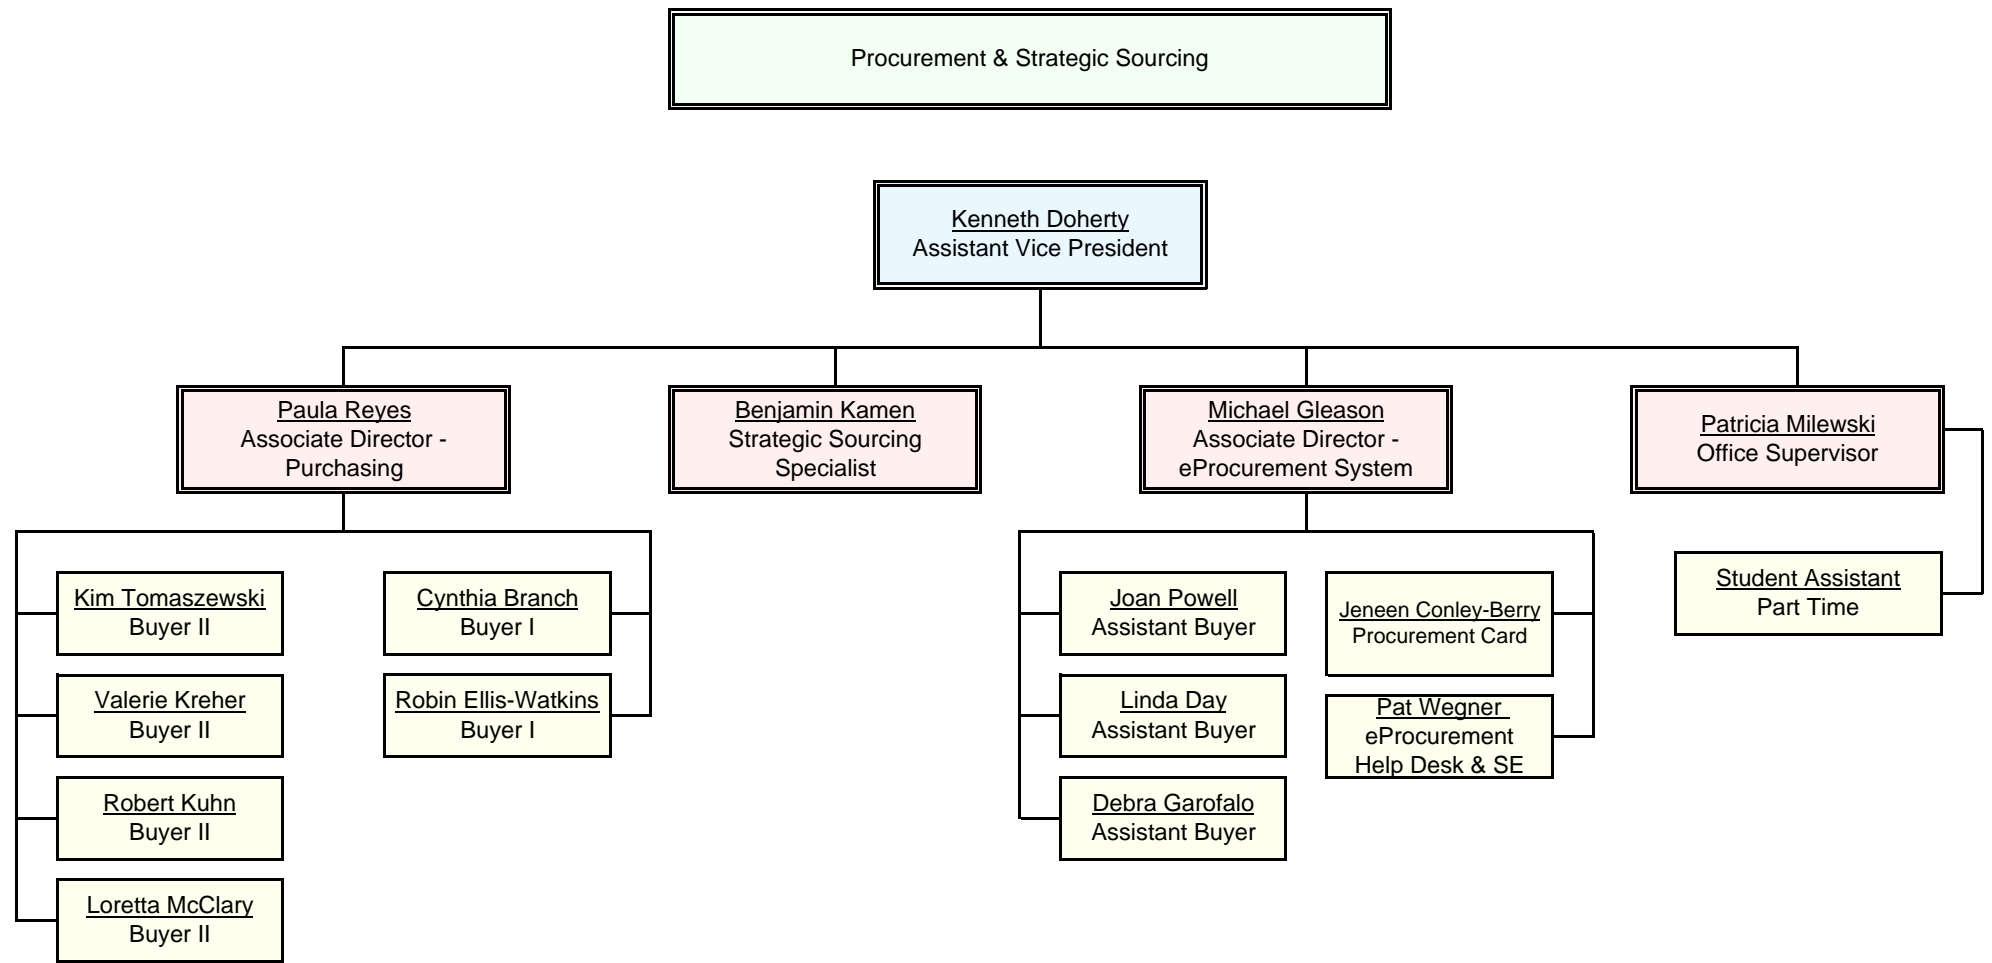 Procurement & Strategic Sourcing
Kenneth Doherty
Assistant Vice President
Paula Reyes
Associate Director -
Purchasing
Benjamin Kamen
Strategic Sourcing
Specialist
Michael Gleason
Associate Director -
eProcurement System
Patricia Milewski
Office Supervisor
Kim Tomaszewski
Buyer II
Valerie Kreher
Buyer II
Robert Kuhn
Buyer II
Loretta McClary
Buyer II
Cynthia Branch
Buyer I
Robin Ellis-Watkins
Buyer I
Joan Powell
Assistant Buyer
Linda Day
Assistant Buyer
Debra Garofalo
Assistant Buyer
Jeneen Conley-Berry
Procurement Card
Pat Wegner
eProcurement
Help Desk & SE
Student Assistant
Part Time